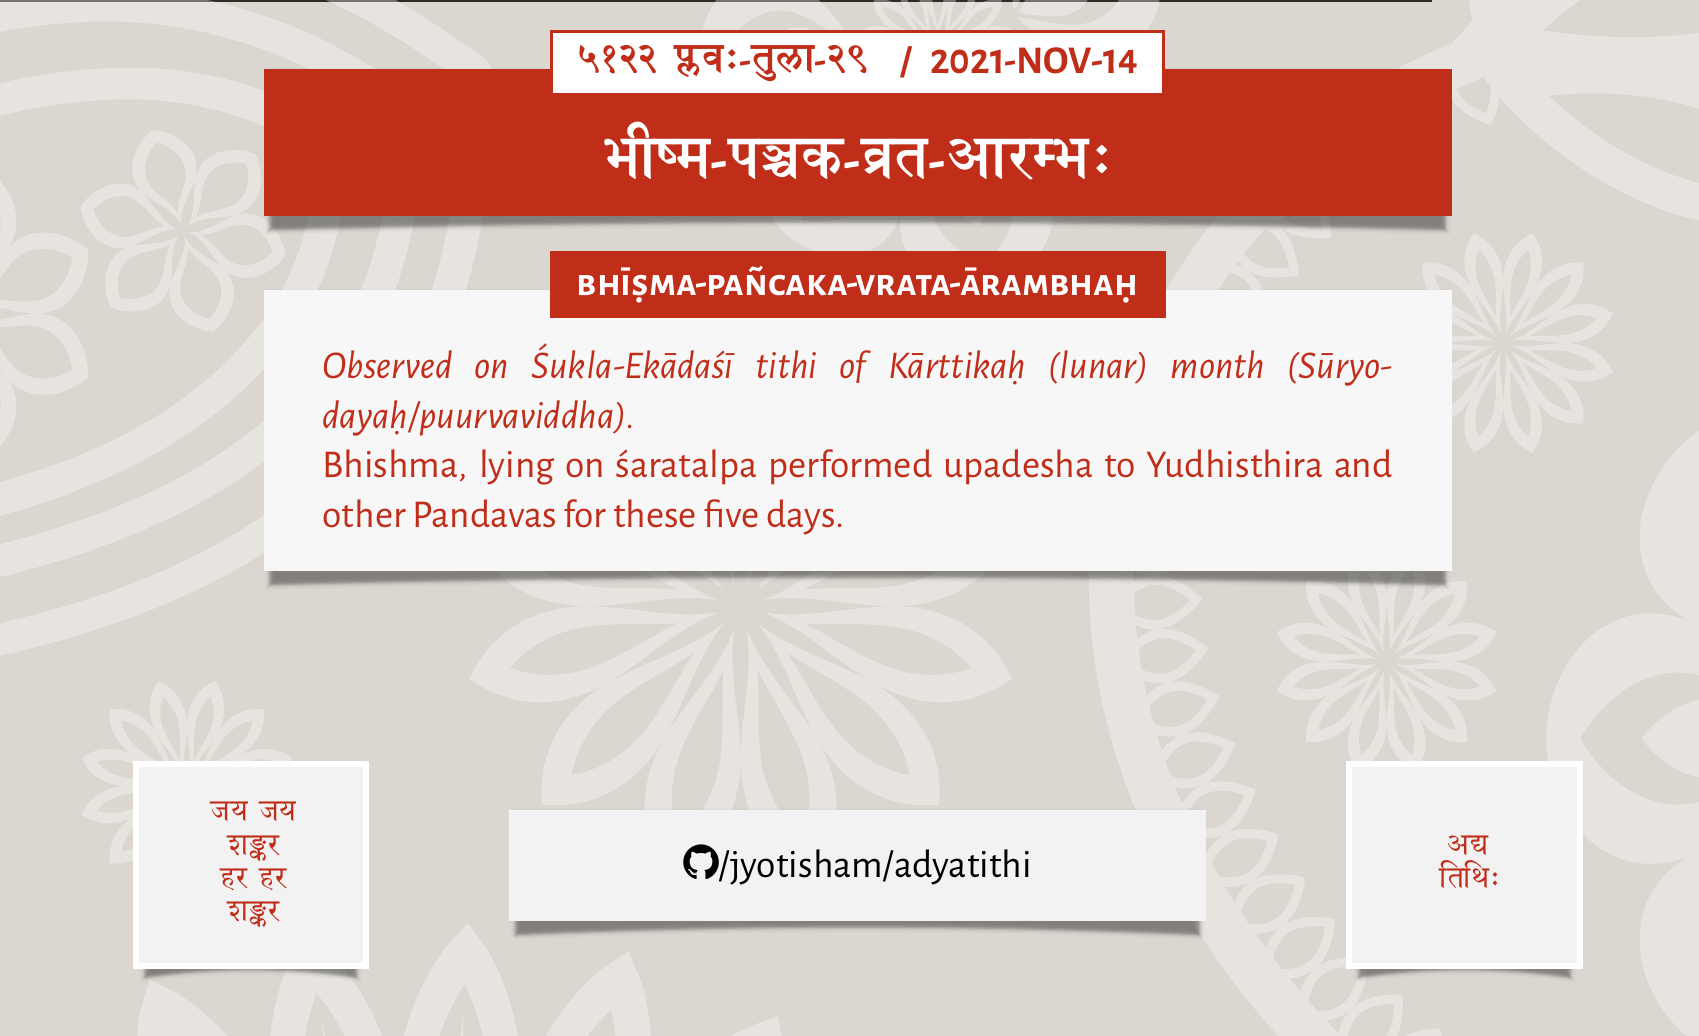 ५१२२ प्लवः-तुला-२९ / 2021-NOV-14
भीष्म-पञ्चक-व्रत-आरम्भः
BHĪṢMA-PAÑCAKA-VRATA-ĀRAMBHAḤ
Observed on Śukla-Ekādaśī tithi of Kārttikaḥ (lunar) month (Sūryo-
dayaḥ/puurvaviddha).
Bhishma, lying on śaratalpa performed upadesha to Yudhisthira and
other Pandavas for these five days.
जय जय
शङ्कर
हर हर
शङ्कर
/jyotisham/adyatithi
अद्य
तिथिः